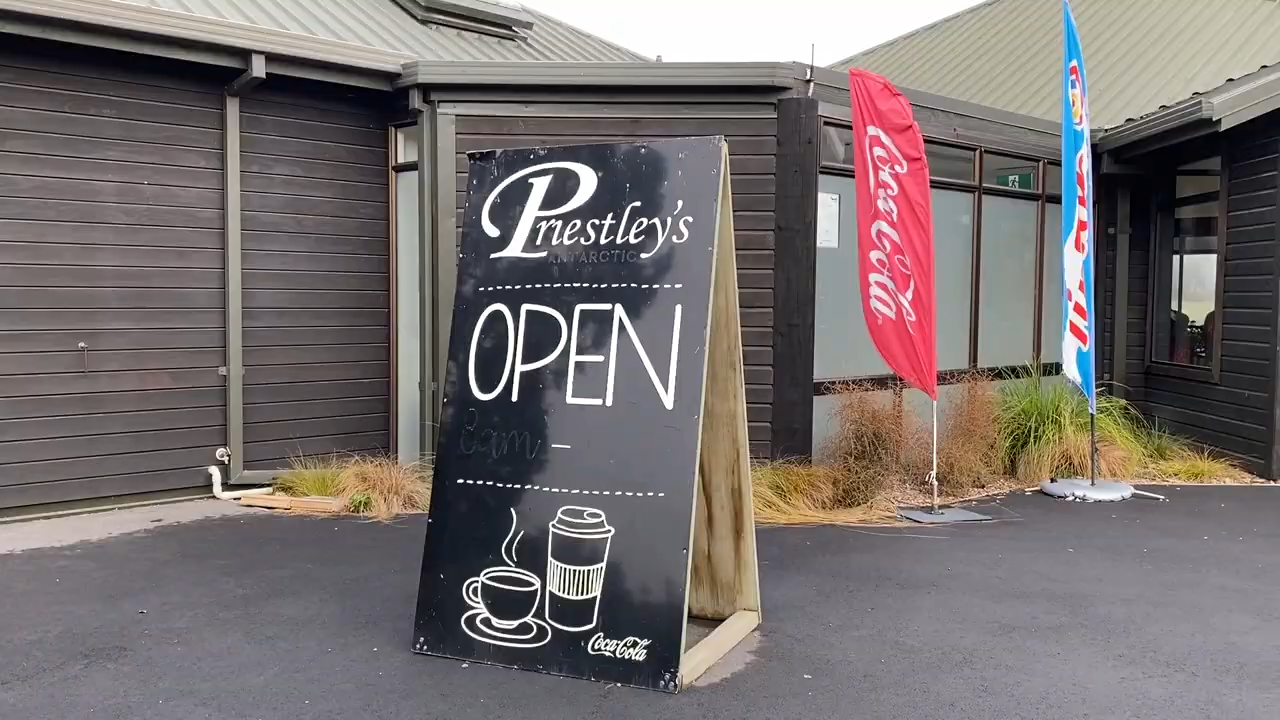 Priestley's
ANTARCTIC
OPEN
8am –
Coca-Cola
Coca-Cola